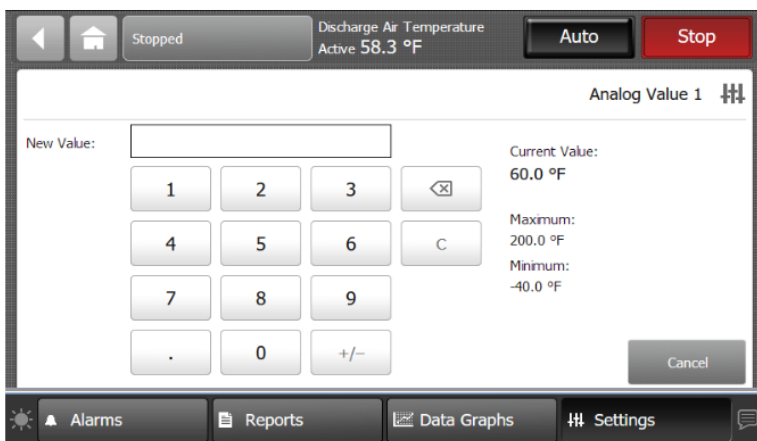 Stopped
Discharge Air Temperature
Active 58.3 °F
Auto
Stop
Analog Value 1
New Value:
1 2 3
4 5 6 C
7 8 9
. 0 +/−
Current Value:
60.0 °F
Maximum:
200.0 °F
Minimum:
-40.0 °F
Cancel
Alarms
Reports
Data Graphs
Settings